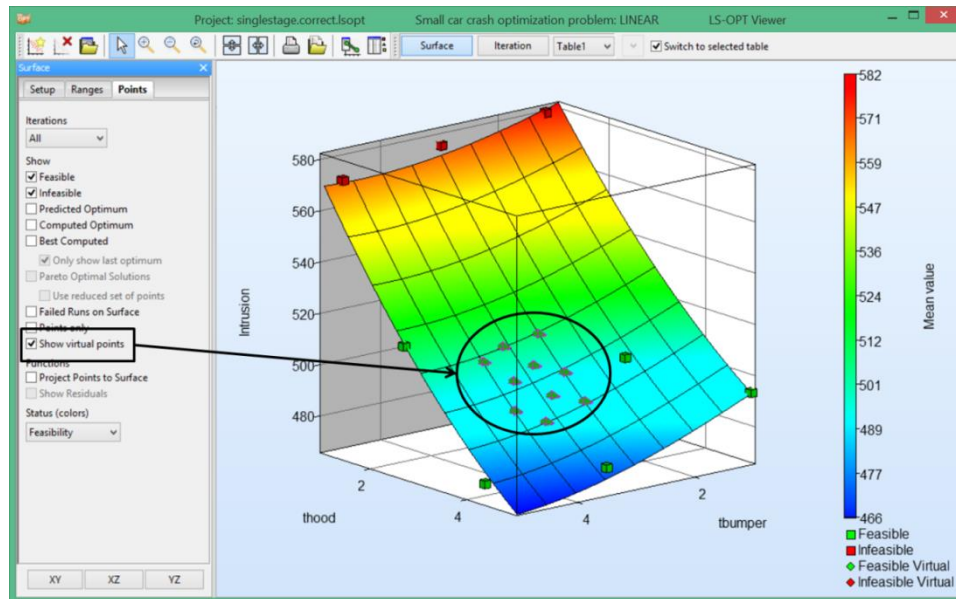 Project: singlestage.correct.lsopt Small car crash optimization problem: LINEAR LS-OPT Viewer
Surface Iteration Table1 Switch to selected table
Surface
Setup Ranges Points
Iterations
All
Show
Feasible
Infeasible
Predicted Optimum
Computed Optimum
Best Computed
Only show last optimum
Pareto Optimal Solutions
Use reduced set of points
Failed Runs on Surface
Points only
Show virtual points
Functions
Project Points to Surface
Show Residuals
Status (colors)
Feasibility
XY XZ YZ
580
560
540
520
500
480
Intrusion
2
4
thood
4
2
tbumper
582
571
559
547
536
524
512
501
489
477
466
Mean value
Feasible
Infeasible
Feasible Virtual
Infeasible Virtual